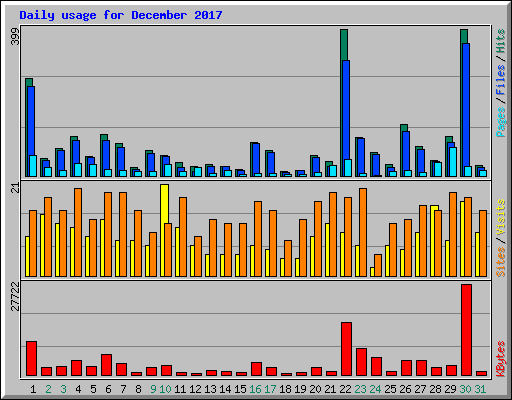 Daily usage for December 2017
399
Pages / Files / Hits
21
Sites / Visits
27722
KBytes
1 2 3 4 5 6 7 8 9 10 11 12 13 14 15 16 17 18 19 20 21 22 23 24 25 26 27 28 29 30 31